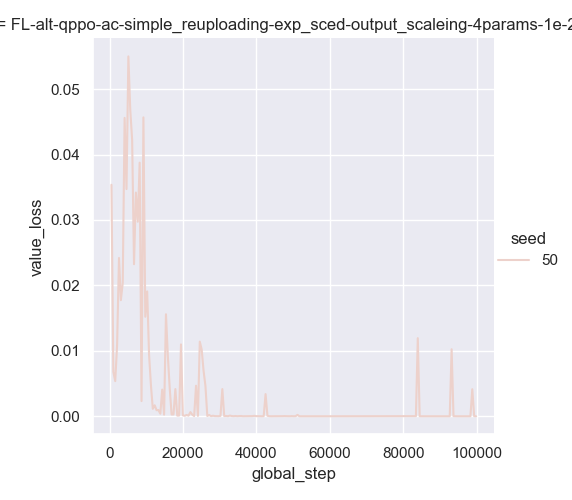 = FL-alt-qppo-ac-simple_reuploading-exp_sced-output_scaleing-4params-1e-2
0.05
0.04
0.03
0.02
0.01
0.00
value_loss
0 20000 40000 60000 80000 100000
global_step
seed
50